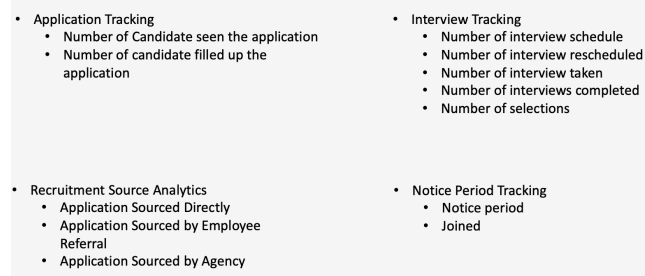 • Application Tracking
• Number of Candidate seen the application
• Number of candidate filled up the
application
• Interview Tracking
• Number of interview schedule
• Number of interview rescheduled
• Number of interview taken
• Number of interviews completed
• Number of selections
• Recruitment Source Analytics
• Application Sourced Directly
• Application Sourced by Employee
Referral
• Application Sourced by Agency
• Notice Period Tracking
• Notice period
• Joined